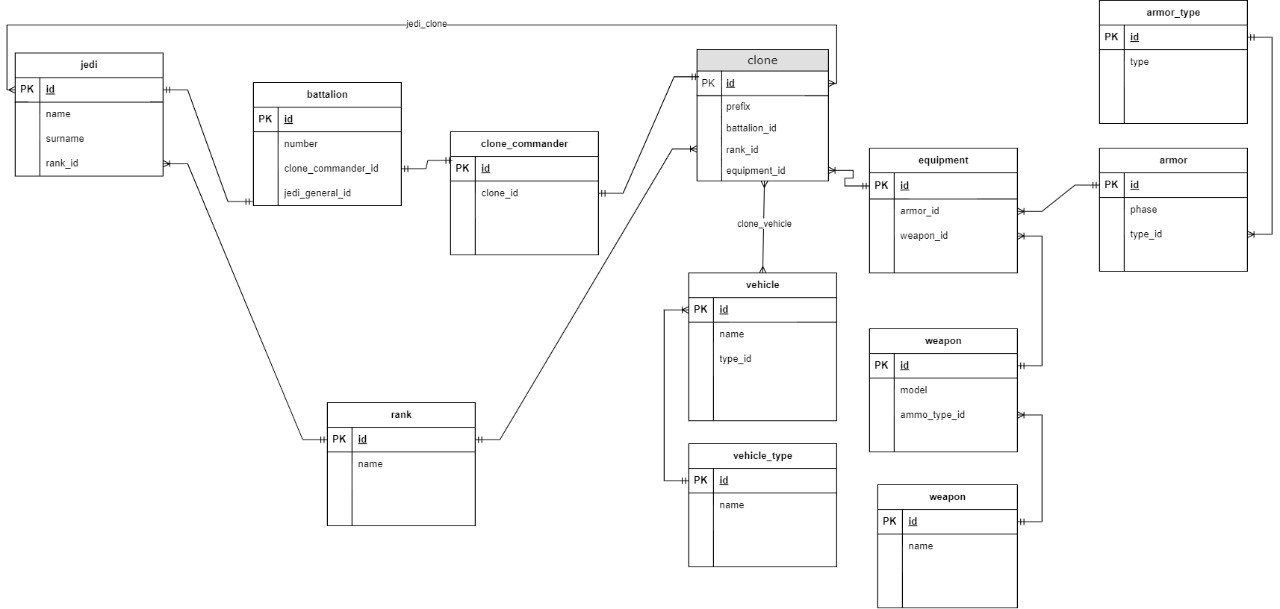 jedi_clone
jedi
PK id
name
surname
rank_id
battalion
PK id
number
clone_commander_id
jedi_general_id
clone_commander
PK id
clone_id
clone
PK id
prefix
battalion_id
rank_id
equipment_id
clone_vehicle
armor_type
PK id
type
equipment
PK id
armor_id
weapon_id
armor
PK id
phase
type_id
vehicle
PK id
name
type_id
weapon
PK id
model
ammo_type_id
rank
PK id
name
vehicle_type
PK id
name
weapon
PK id
name